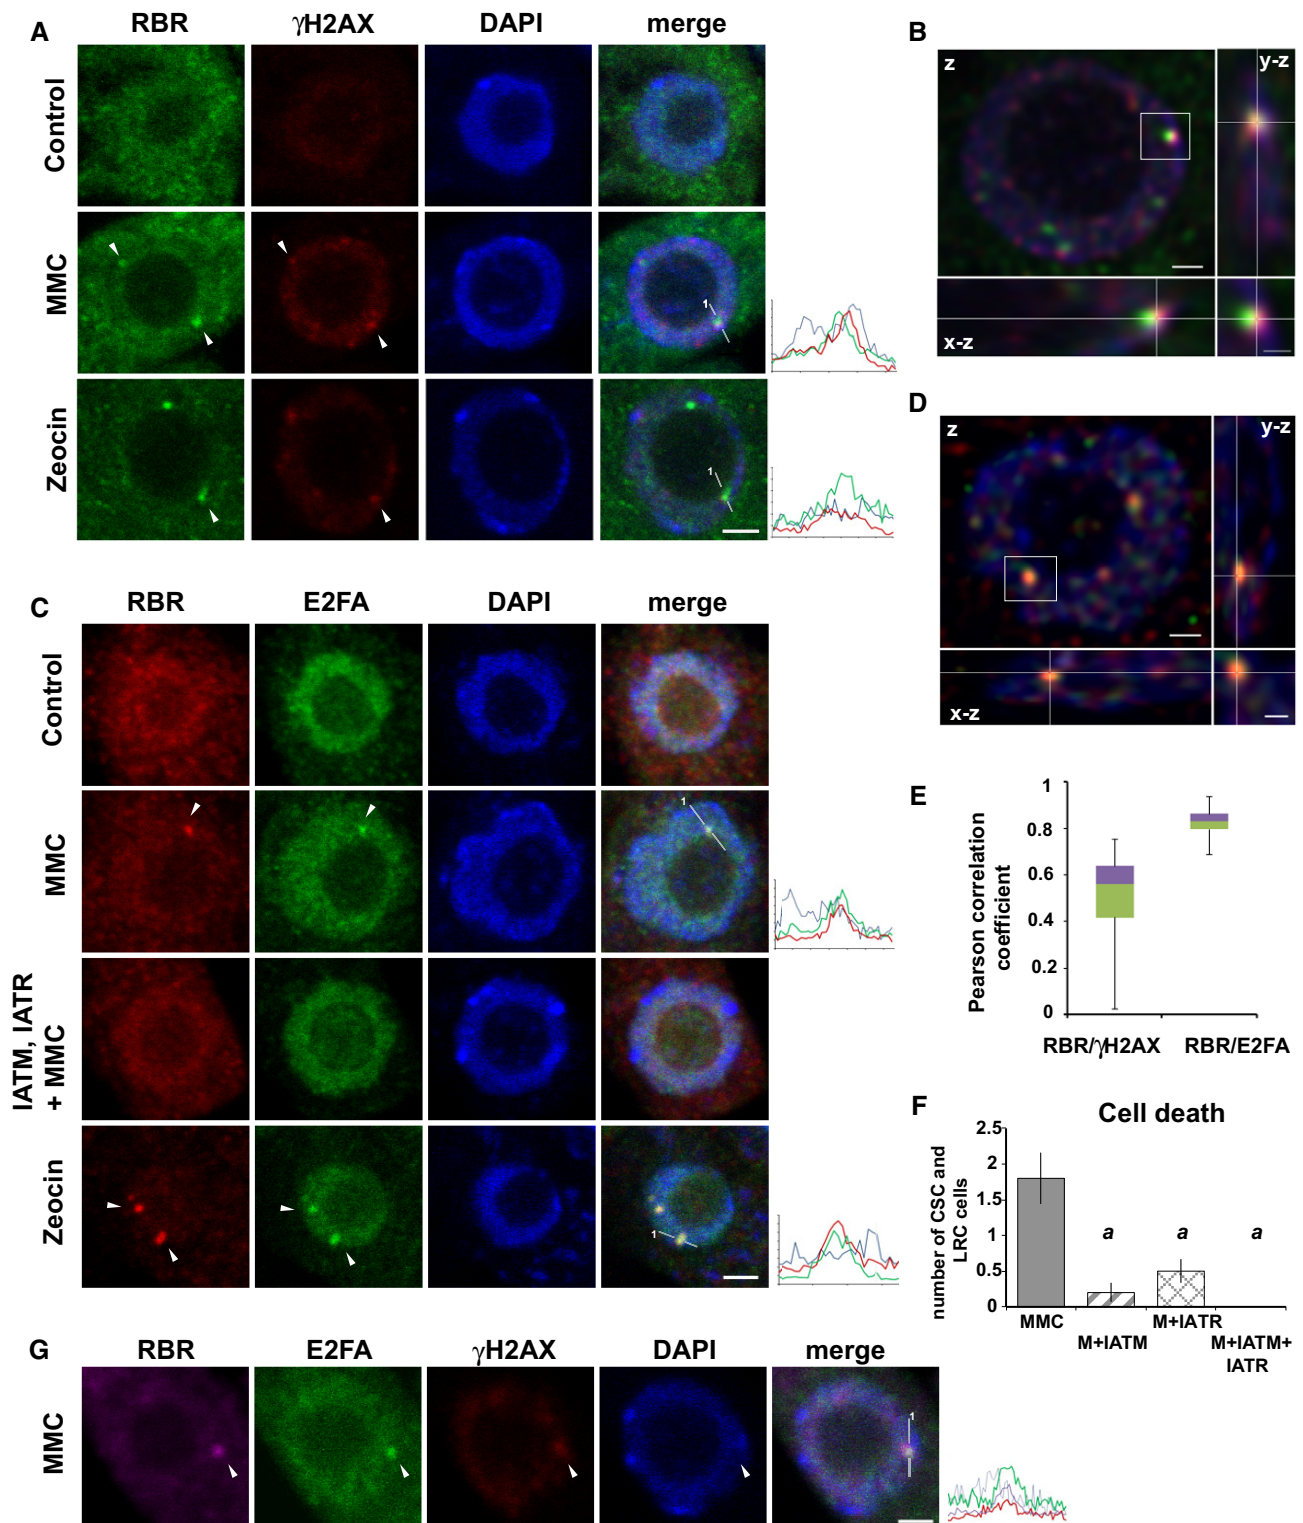 A
RBR
γH2AX
DAPI
merge
Control
MMC
1
Zeocin
1
B
z
y-z
x-z
C
RBR
E2FA
DAPI
merge
Control
MMC
1
IATM, IATR
+ MMC
Zeocin
1
D
z
y-z
x-z
E
Pearson correlation
coefficient
1
0.8
0.6
0.4
0.2
0
RBR/γH2AX
RBR/E2FA
F
Cell death
number of CSC and
LRC cells
2.5
2
1.5
1
0.5
0
a
a
a
MMC
M+IATM
M+IATR
M+IATM+
IATR
G
RBR
E2FA
γH2AX
DAPI
merge
MMC
1